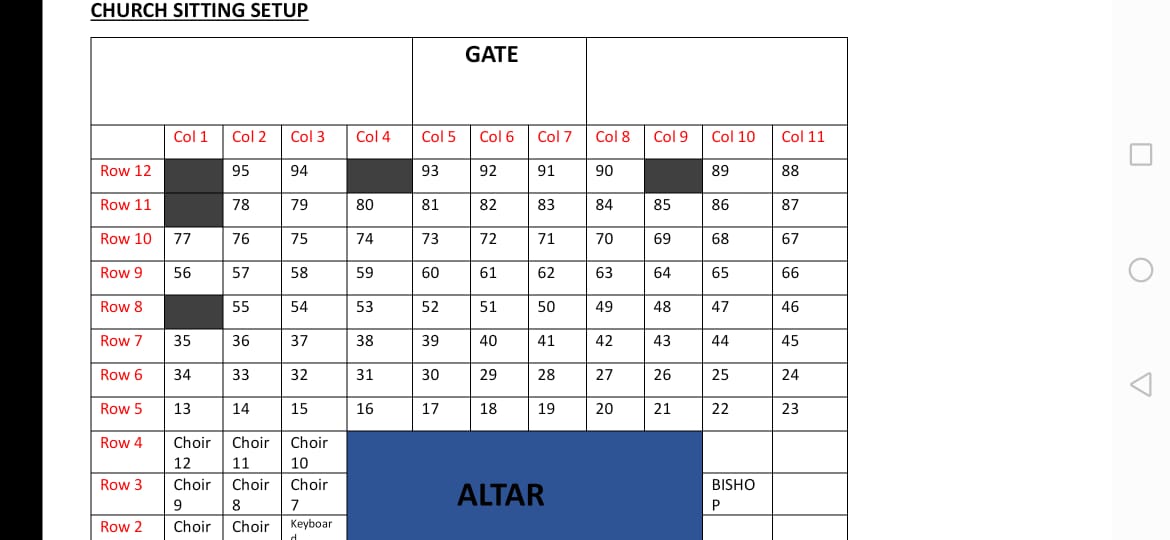 CHURCH SITTING SETUP
GATE
Col 1 Col 2 Col 3 Col 4 Col 5 Col 6 Col 7 Col 8 Col 9 Col 10 Col 11
Row 12 95 94 93 92 91 90 89 88
Row 11 78 79 80 81 82 83 84 85 86 87
Row 10 77 76 75 74 73 72 71 70 69 68 67
Row 9 56 57 58 59 60 61 62 63 64 65 66
Row 8 55 54 53 52 51 50 49 48 47 46
Row 7 35 36 37 38 39 40 41 42 43 44 45
Row 6 34 33 32 31 30 29 28 27 26 25 24
Row 5 13 14 15 16 17 18 19 20 21 22 23
Row 4 Choir Choir Choir
12 11 10
Row 3 Choir Choir Choir ALTAR BISHO
9 8 7 P
Row 2 Choir Choir Keyboar
d